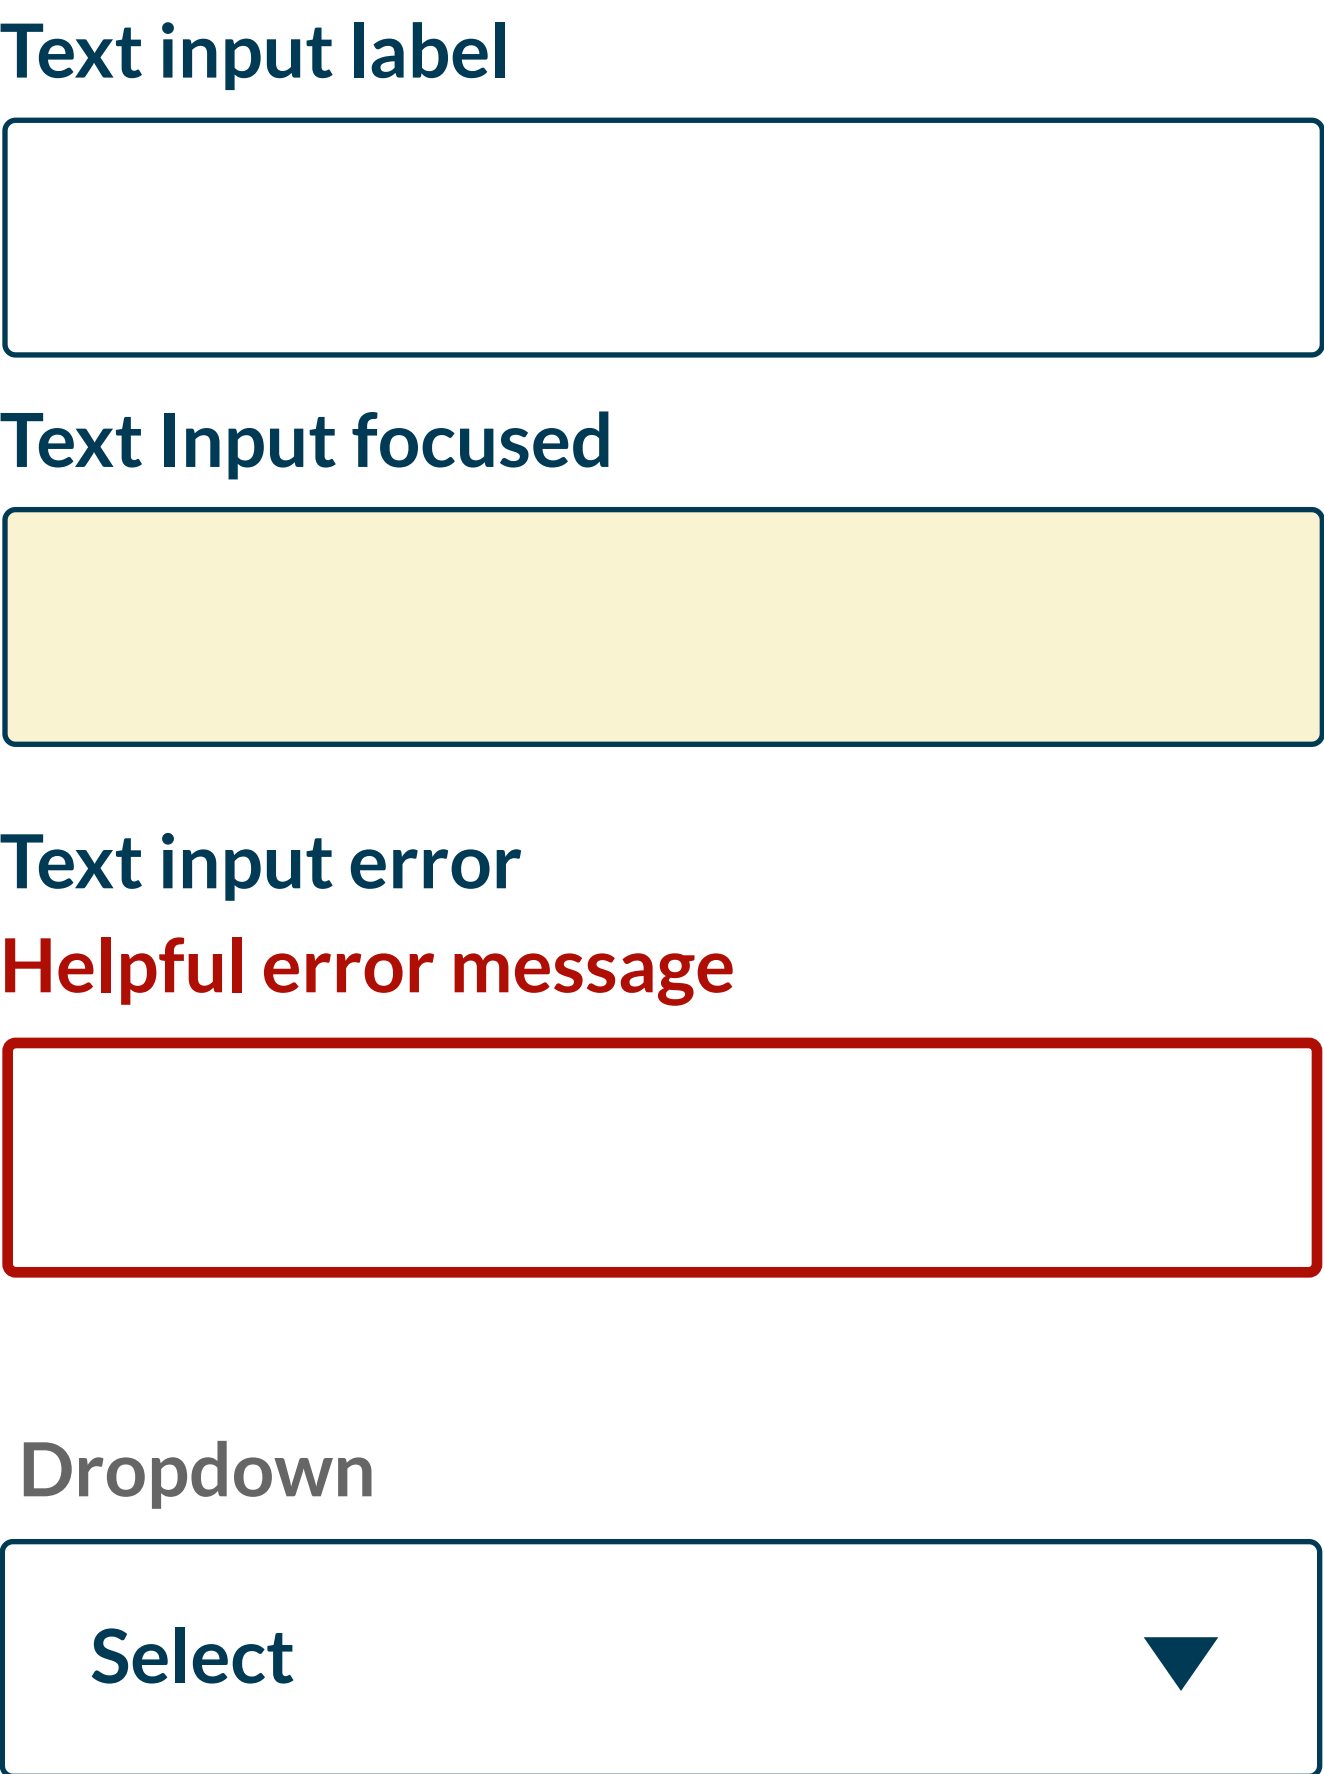 Text input label
Text Input focused
Text input error
Helpful error message
Dropdown
Select